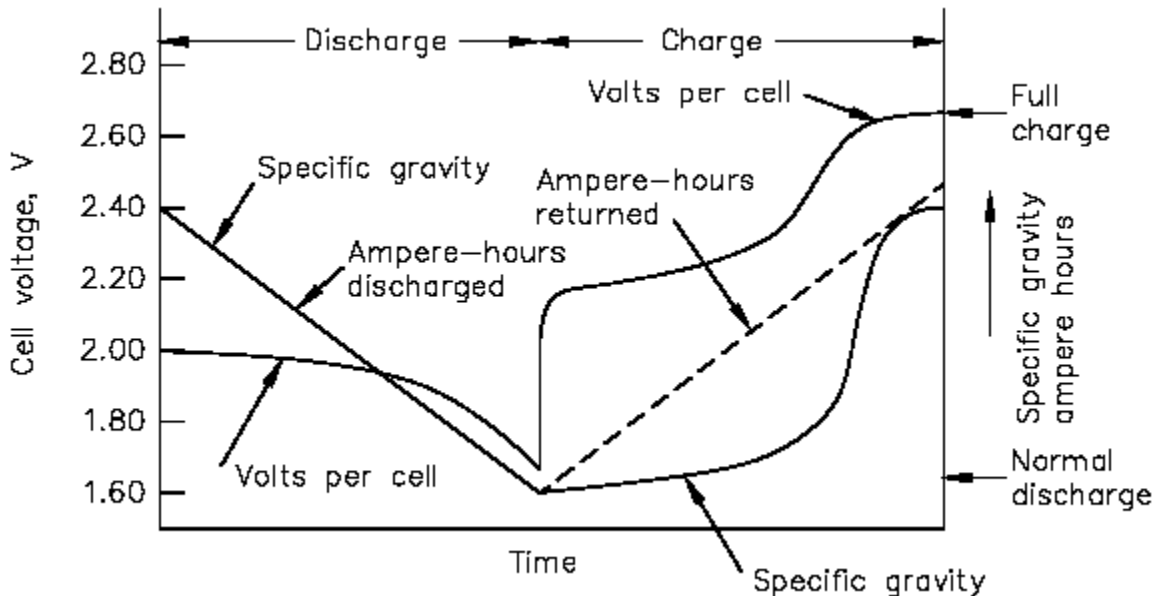 Discharge
Charge
2.80
Volts per cell
Full
charge
2.60
Specific gravity
Ampere-hours
returned
2.40
Ampere-hours
discharged
2.20
Cell voltage, V
Specific gravity
ampere hours
2.00
1.80
Volts per cell
1.60
Normal
discharge
Time
Specific gravity